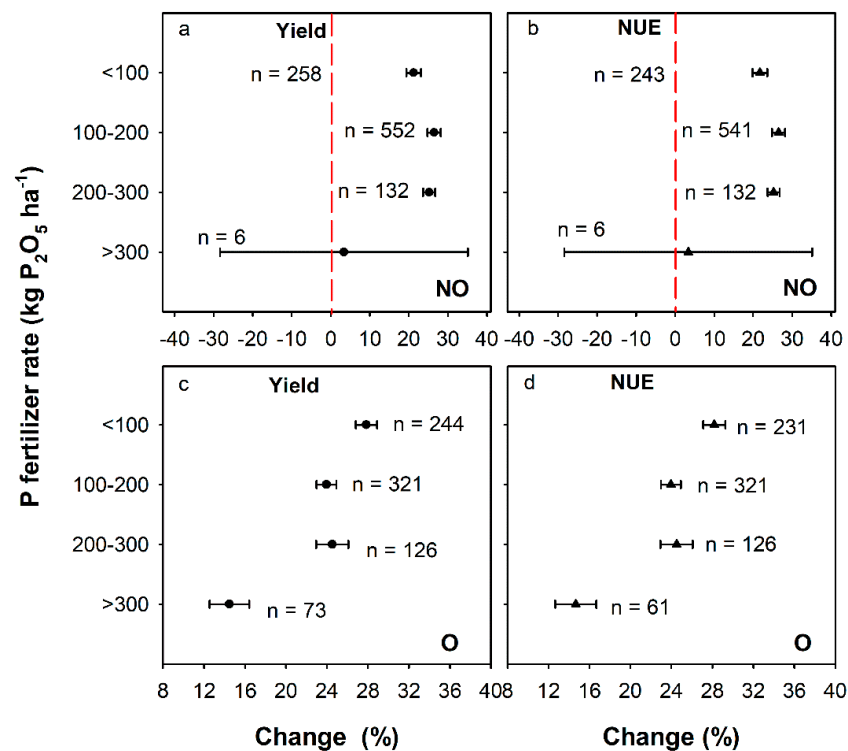 a Yield
<100 n = 258
100-200 n = 552
200-300 n = 132
>300 n = 6
NO
-40 -30 -20 -10 0 10 20 30 40
b NUE
n = 243
n = 541
n = 132
n = 6
NO
-40 -30 -20 -10 0 10 20 30 40
P fertilizer rate (kg P₂O₅ ha⁻¹)
c Yield
<100 n = 244
100-200 n = 321
200-300 n = 126
>300 n = 73
O
8 12 16 20 24 28 32 36 40
Change (%)
d NUE
n = 231
n = 321
n = 126
n = 61
O
8 12 16 20 24 28 32 36 40
Change (%)